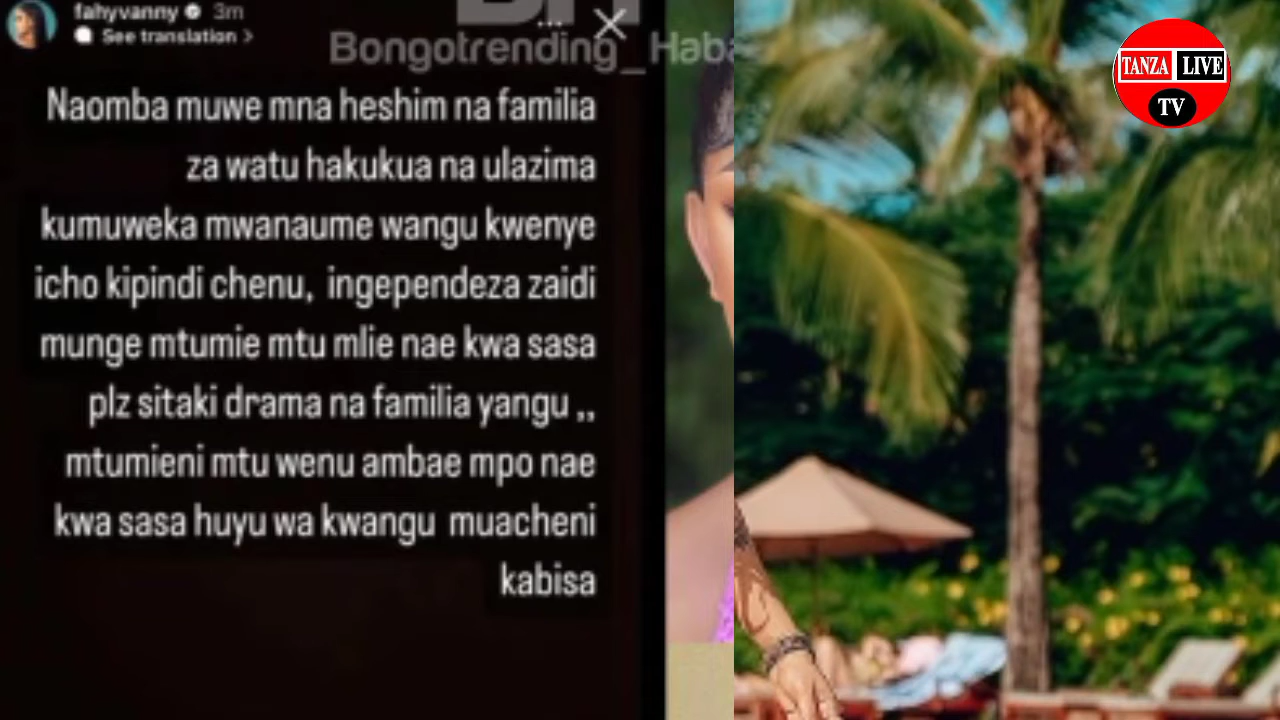 fahyvanny 3m
See translation >
Bongotrending_Haba
Naomba muwe mna heshim na familia
za watu hakukua na ulazima
kumuweka mwanaume wangu kwenye
icho kipindi chenu, ingependeza zaidi
munge mtumie mtu mlie nae kwa sasa
plz sitaki drama na familia yangu ,,
mtumieni mtu wenu ambae mpo nae
kwa sasa huyu wa kwangu muacheni
kabisa
TANZA LIVE
TV